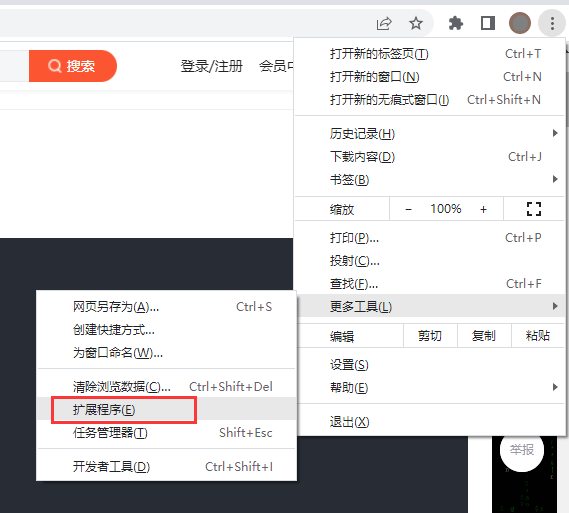 搜索
登录/注册 会员中
打开新的标签页(T) Ctrl+T
打开新的窗口(N) Ctrl+N
打开新的无痕式窗口(I) Ctrl+Shift+N
历史记录(H)
下载内容(D) Ctrl+J
书签(B)
缩放 − 100% +
打印(P)... Ctrl+P
投射(C)...
查找(F)... Ctrl+F
更多工具(L)
编辑 剪切 复制 粘贴
设置(S)
帮助(E)
退出(X)
网页另存为(A)... Ctrl+S
创建快捷方式...
为窗口命名(W)...
清除浏览数据(C)... Ctrl+Shift+Del
扩展程序(E)
任务管理器(T) Shift+Esc
开发者工具(D) Ctrl+Shift+I
举报